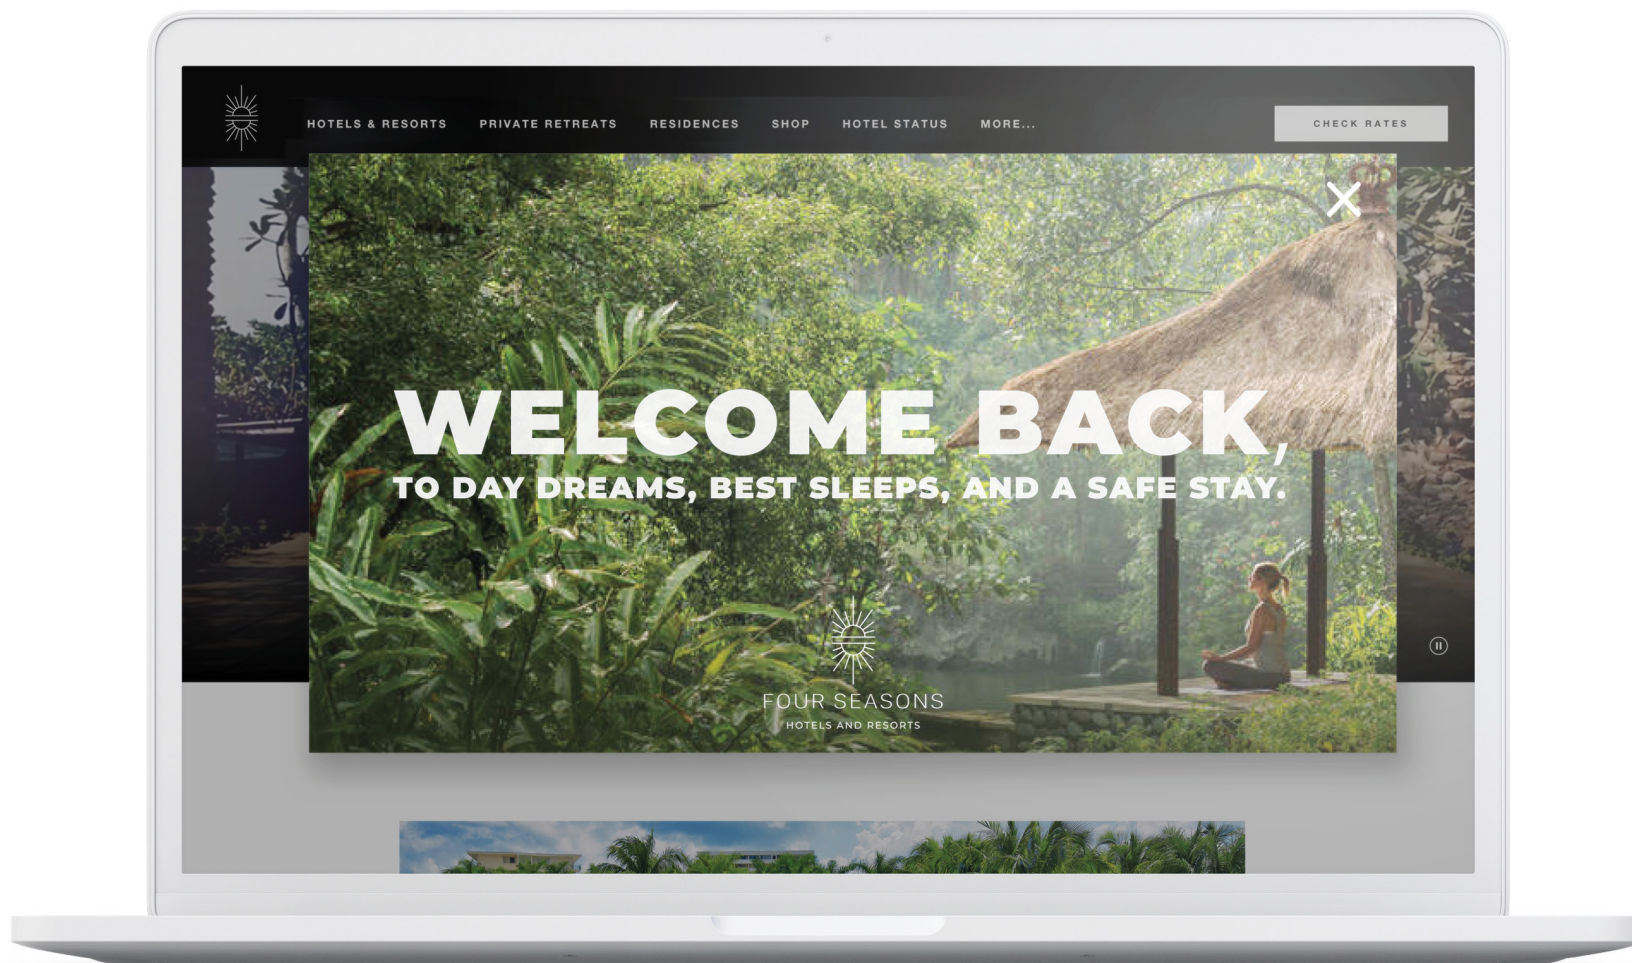 HOTELS & RESORTS PRIVATE RETREATS RESIDENCES SHOP HOTEL STATUS MORE... CHECK RATES
WELCOME BACK,
TO DAY DREAMS, BEST SLEEPS, AND A SAFE STAY.
FOUR SEASONS
HOTELS AND RESORTS